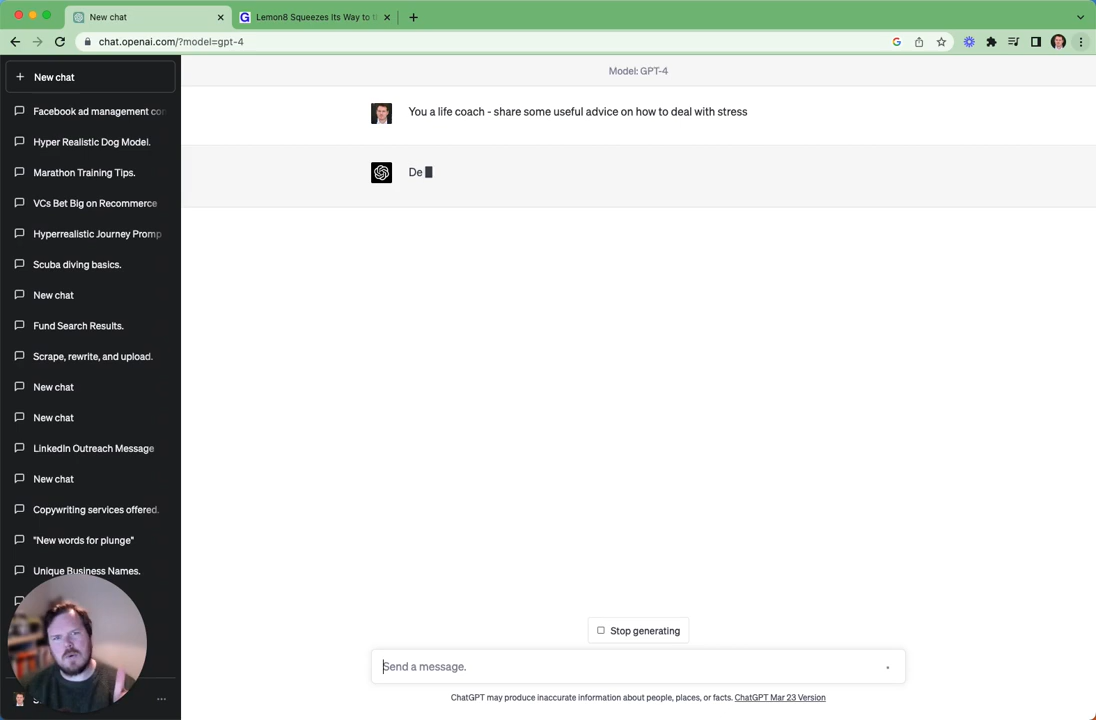 New chat
Lemon8 Squeezes Its Way to t
chat.openai.com/?model=gpt-4
New chat
Facebook ad management con
Hyper Realistic Dog Model.
Marathon Training Tips.
VCs Bet Big on Recommerce
Hyperrealistic Journey Promp
Scuba diving basics.
New chat
Fund Search Results.
Scrape, rewrite, and upload.
New chat
New chat
LinkedIn Outreach Message
New chat
Copywriting services offered.
"New words for plunge"
Unique Business Names.
Model: GPT-4
You a life coach - share some useful advice on how to deal with stress
De
Stop generating
Send a message.
ChatGPT may produce inaccurate information about people, places, or facts. ChatGPT Mar 23 Version